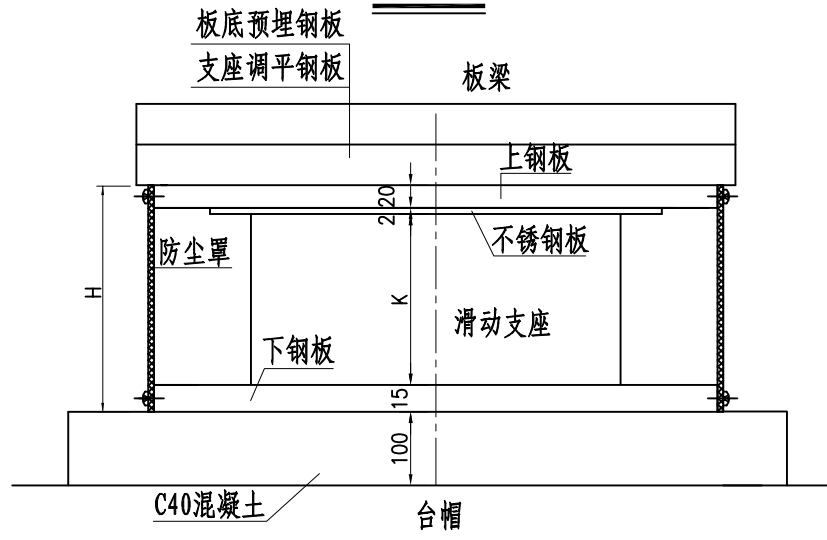 板底预埋钢板
支座调平钢板
板梁
上钢板
20
2
不锈钢板
防尘罩
H
K
滑动支座
下钢板
15
100
C40混凝土
台帽